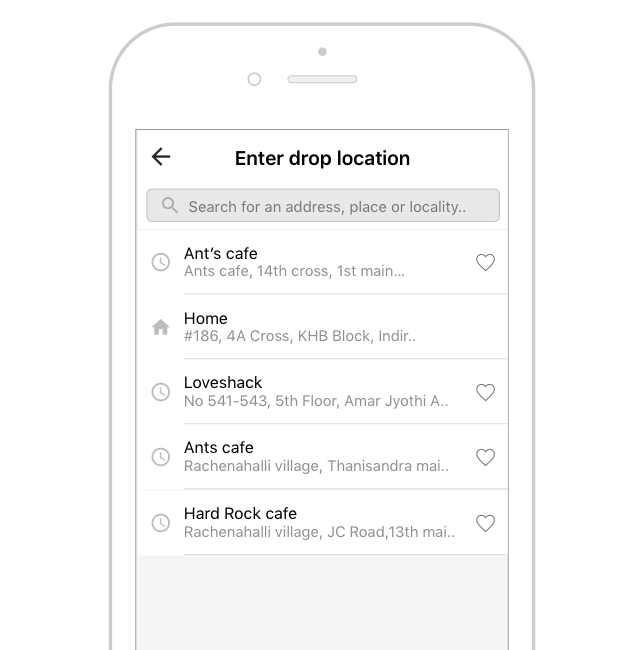 Enter drop location
Search for an address, place or locality..
Ant's cafe
Ants cafe, 14th cross, 1st main...
Home
#186, 4A Cross, KHB Block, Indir..
Loveshack
No 541-543, 5th Floor, Amar Jyothi A..
Ants cafe
Rachenahalli village, Thanisandra mai..
Hard Rock cafe
Rachenahalli village, JC Road,13th mai..